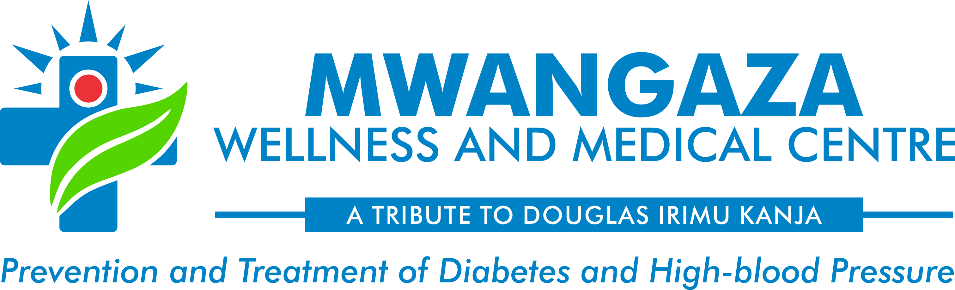 MWANGAZA
WELLNESS AND MEDICAL CENTRE
A TRIBUTE TO DOUGLAS IRIMU KANJA
Prevention and Treatment of Diabetes and High-blood Pressure